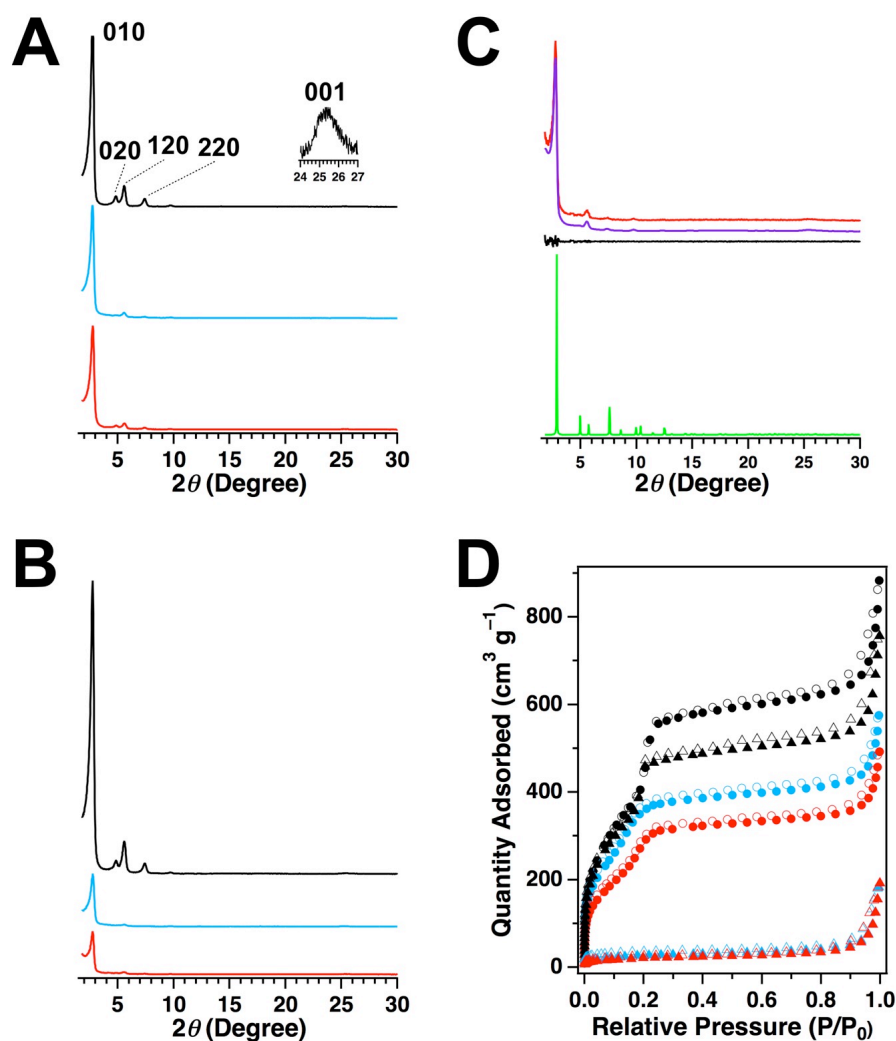 A
010
001
020 120 220
24 25 26 27
5 10 15 20 25 30
2θ (Degree)
C
5 10 15 20 25 30
2θ (Degree)
B
5 10 15 20 25 30
2θ (Degree)
D
Quantity Adsorbed (cm³ g⁻¹)
800
600
400
200
0
0.0 0.2 0.4 0.6 0.8 1.0
Relative Pressure (P/P₀)